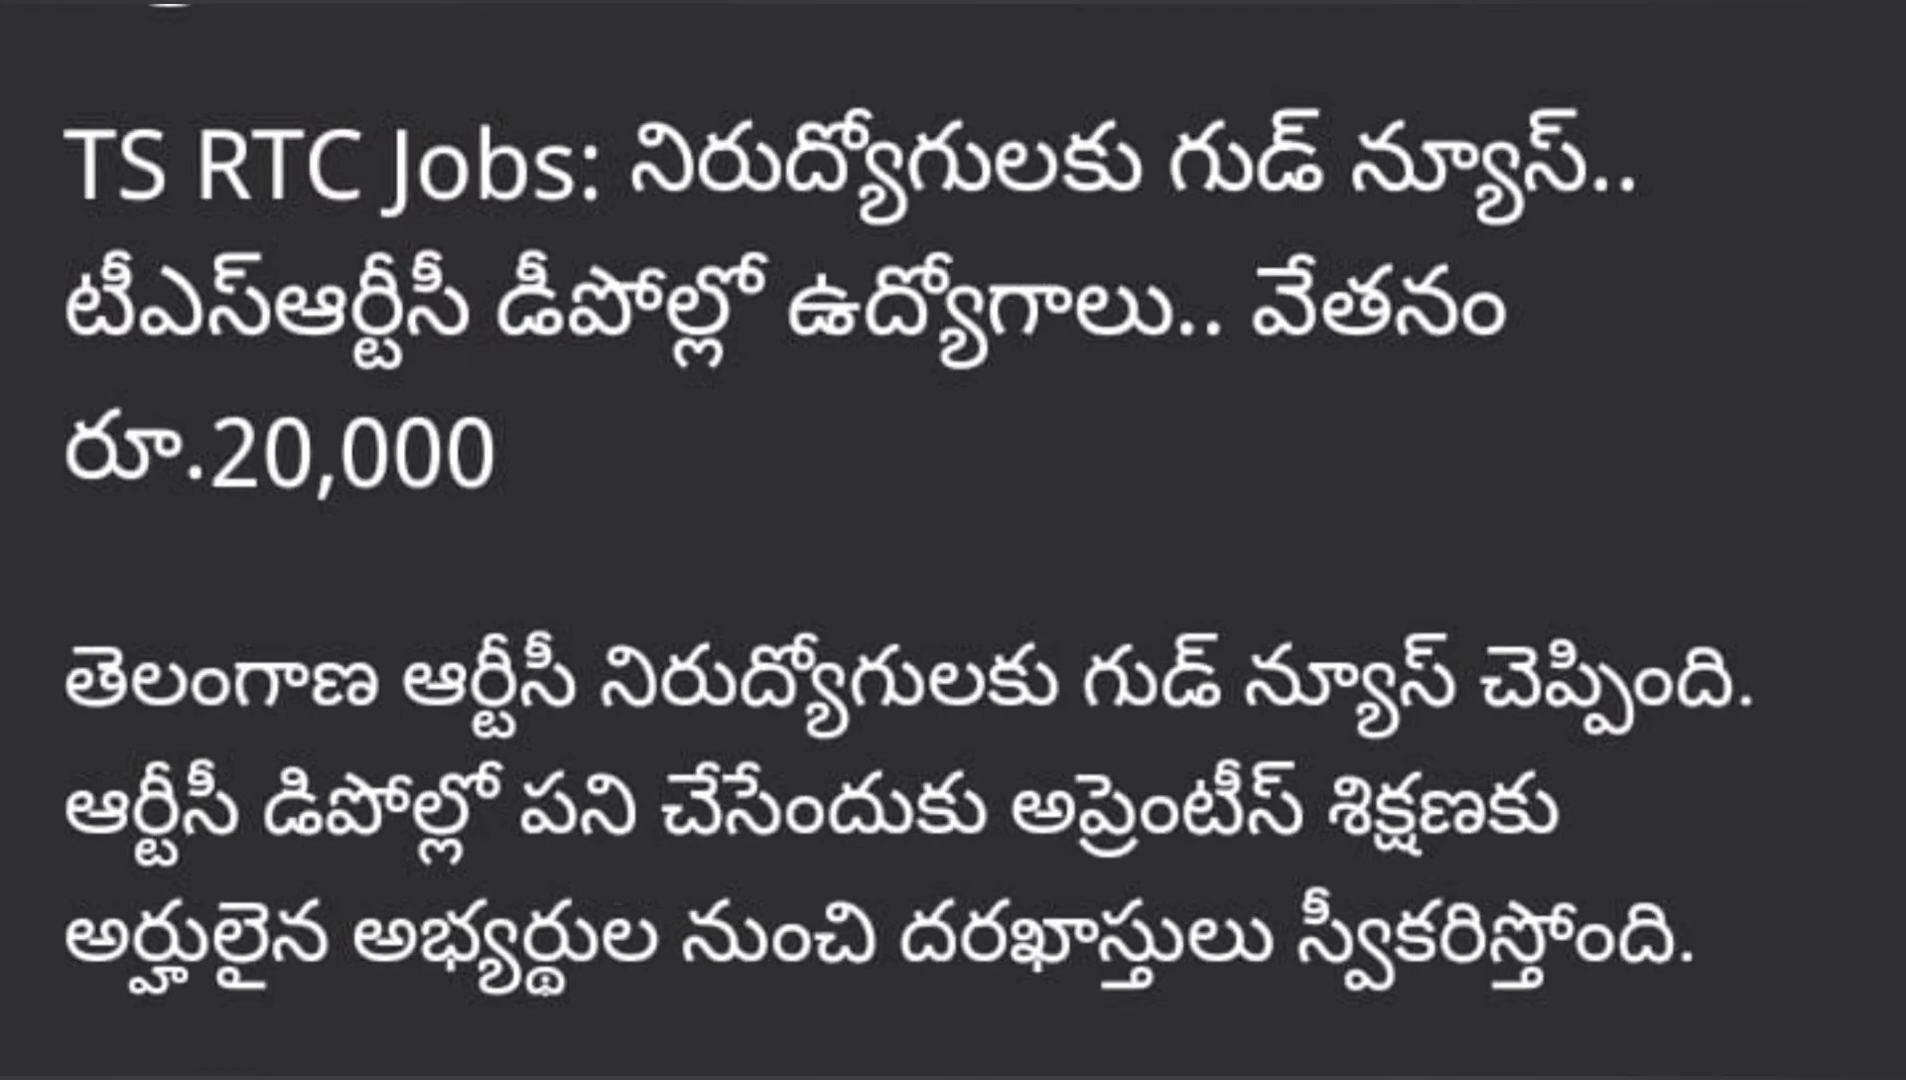 TS RTC Jobs: నిరుద్యోగులకు గుడ్ న్యూస్..
టీఎస్ఆర్టీసీ డీపోల్లో ఉద్యోగాలు.. వేతనం
రూ.20,000
తెలంగాణ ఆర్టీసీ నిరుద్యోగులకు గుడ్ న్యూస్ చెప్పింది.
ఆర్టీసీ డిపోల్లో పని చేసేందుకు అప్రెంటీస్ శిక్షణకు
అర్హులైన అభ్యర్థుల నుంచి దరఖాస్తులు స్వీకరిస్తోంది.